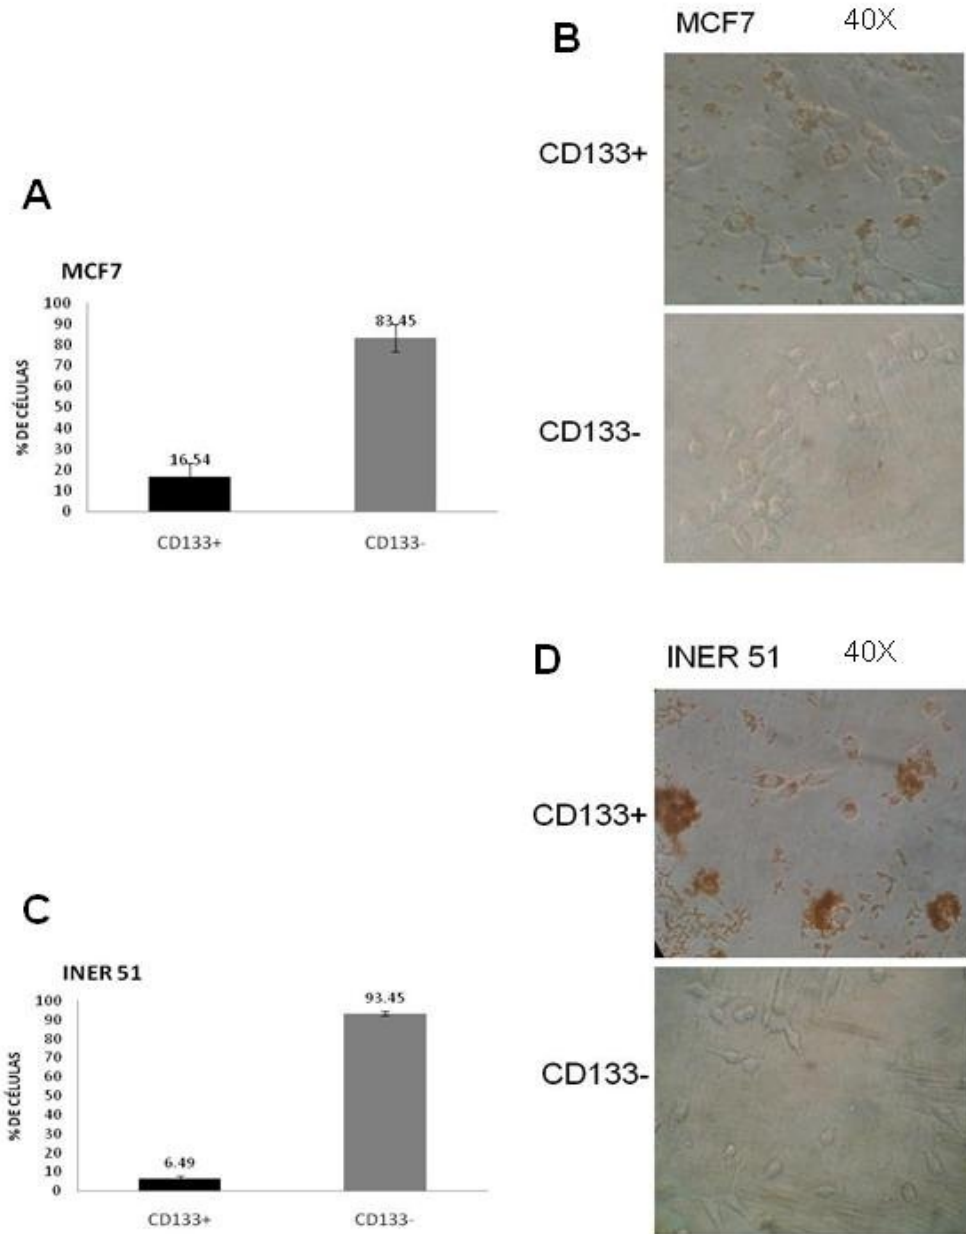 A
MCF7
100
90
80
70
60
50
40
30
20
10
0
% DE CÉLULAS
16.54
83.45
CD133+
CD133-
B
MCF7 40X
CD133+
CD133-
C
INER 51
100
90
80
70
60
50
40
30
20
10
0
% DE CÉLULAS
6.49
93.45
CD133+
CD133-
D
INER 51 40X
CD133+
CD133-